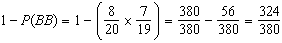 1 − P(BB) = 1 − (8/20 × 7/19) = 380/380 − 56/380 = 324/380